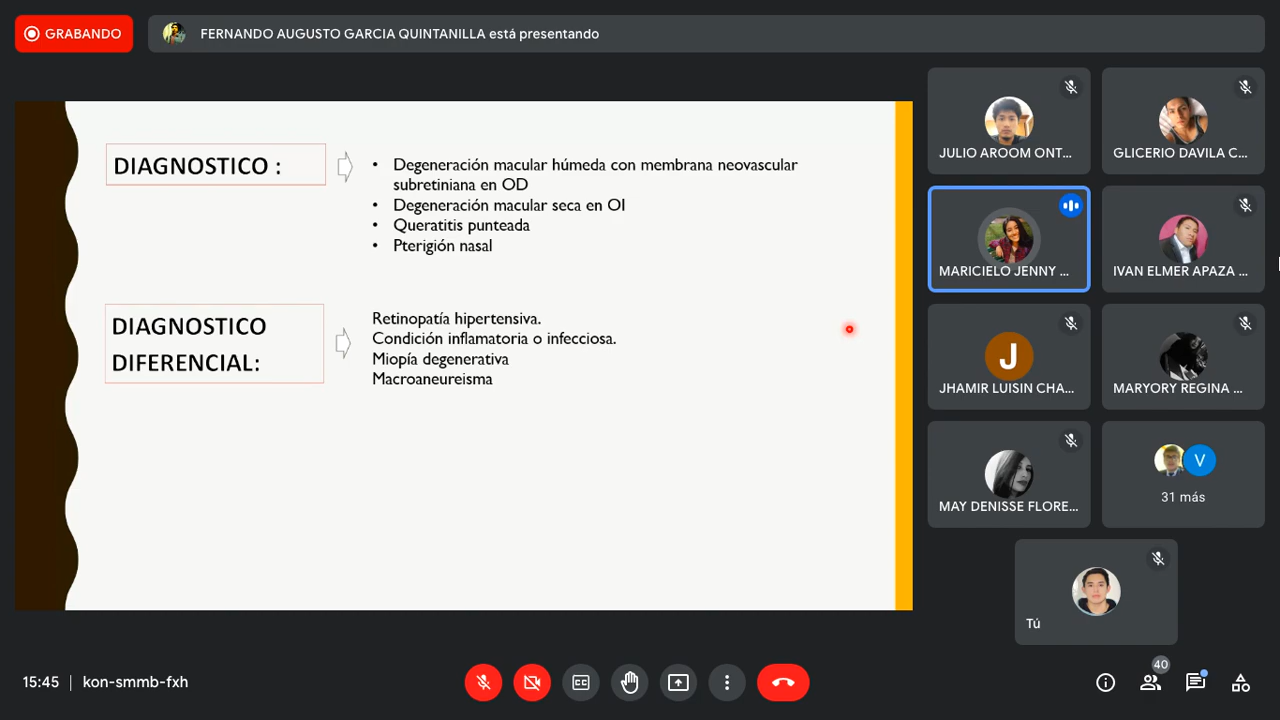 GRABANDO
FERNANDO AUGUSTO GARCIA QUINTANILLA está presentando
DIAGNOSTICO :
• Degeneración macular húmeda con membrana neovascular
subretiniana en OD
• Degeneración macular seca en OI
• Queratitis punteada
• Pterigión nasal
DIAGNOSTICO
DIFERENCIAL:
Retinopatía hipertensiva.
Condición inflamatoria o infecciosa.
Miopía degenerativa
Macroaneureisma
JULIO AROOM ONT...
GLICERIO DAVILA C...
MARICIELO JENNY ...
IVAN ELMER APAZA ...
J
JHAMIR LUISIN CHA...
MARYORY REGINA ...
MAY DENISSE FLORE...
V
31 más
Tú
15:45 | kon-smmb-fxh
CC
40